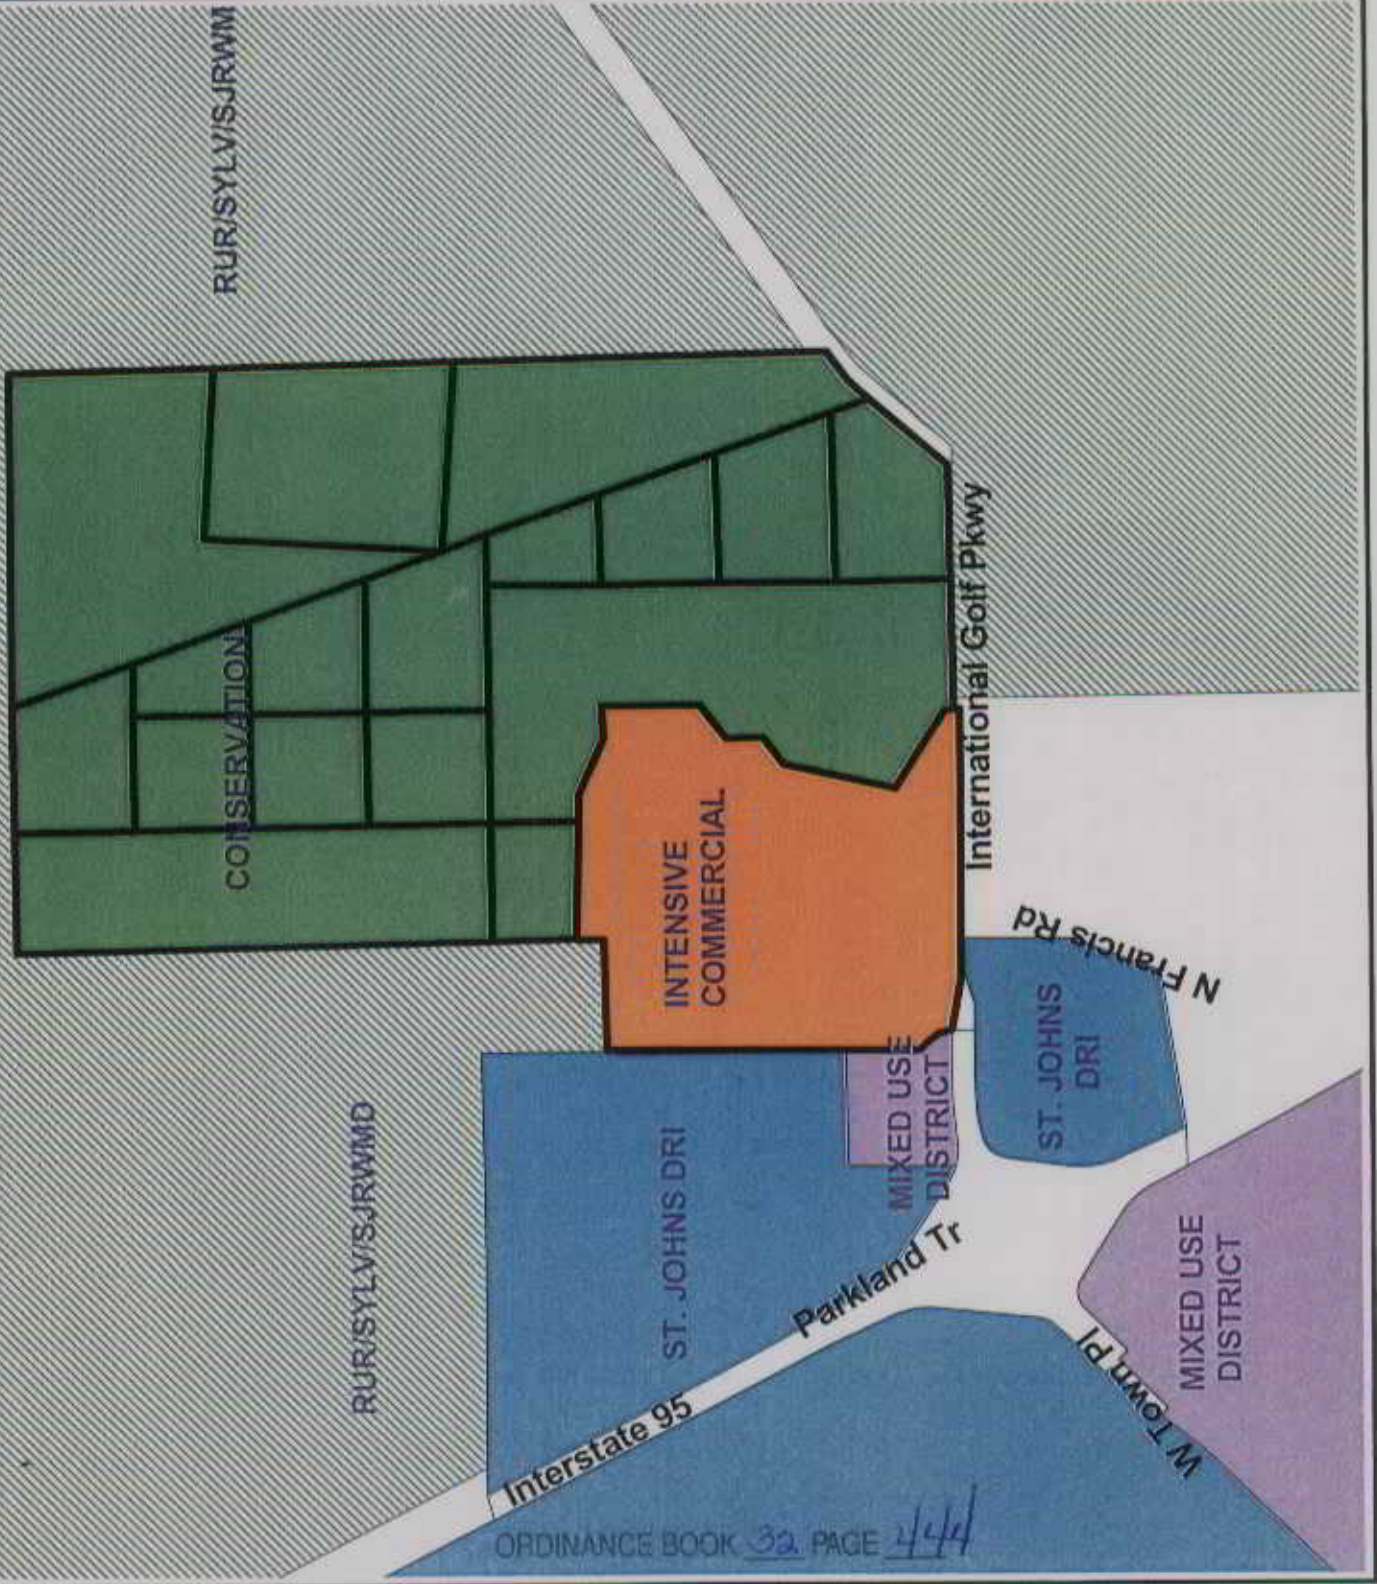 RUR/SYLV/SJRWM
RUR/SYLV/SJRWMD
CONSERVATION
INTENSIVE
COMMERCIAL
International Golf Pkwy
N Francis Rd
ST. JOHNS
DRI
MIXED USE
DISTRICT
ST. JOHNS DRI
Parkland Tr
Interstate 95
W Town Pl
MIXED USE
DISTRICT
ORDINANCE BOOK 32 PAGE 444